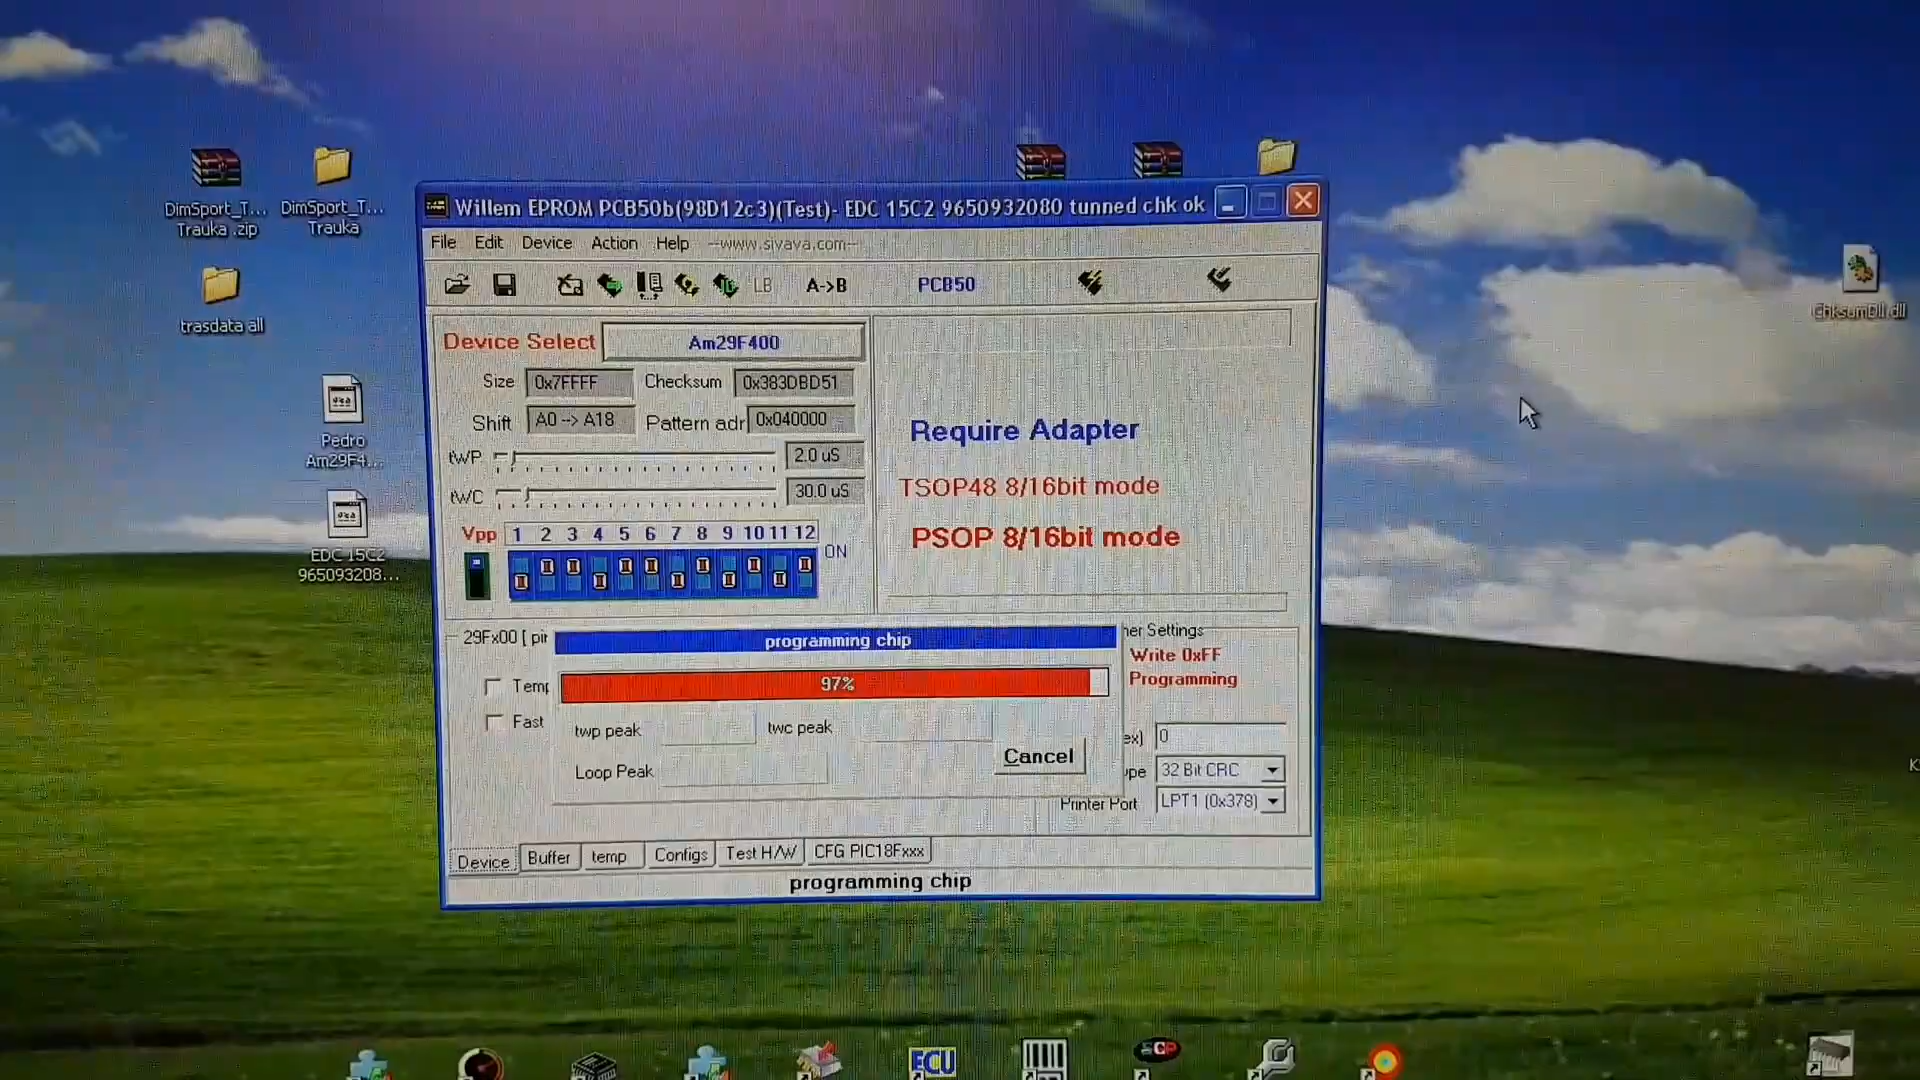 DimSport_T...
Trauka .zip
DimSport_T...
Trauka
trasdata all
Pedro
Am29F4...
EDC 15C2
965093208...
ChksumDll.dll
Willem EPROM PCB50b(98D12c3)(Test)- EDC 15C2 9650932080 tunned chk ok
File Edit Device Action Help --www.sivava.com--
LB A->B PCB50
Device Select Am29F400
Size 0x7FFFF Checksum 0x383DBD51
Shift A0 --> A18 Pattern adr 0x040000
tWP 2.0 uS
tWC 30.0 uS
Vpp 1 2 3 4 5 6 7 8 9 10 11 12
ON
Require Adapter
TSOP48 8/16bit mode
PSOP 8/16bit mode
29Fx00 [ pin
programming chip
her Settings
Write 0xFF
Programming
Temp
97%
Fast
twp peak twc peak
ex) 0
Cancel
Loop Peak
ype 32 Bit CRC
Printer Port LPT1 (0x378)
Device Buffer temp Configs Test H/W CFG PIC18Fxxx
programming chip
ECU